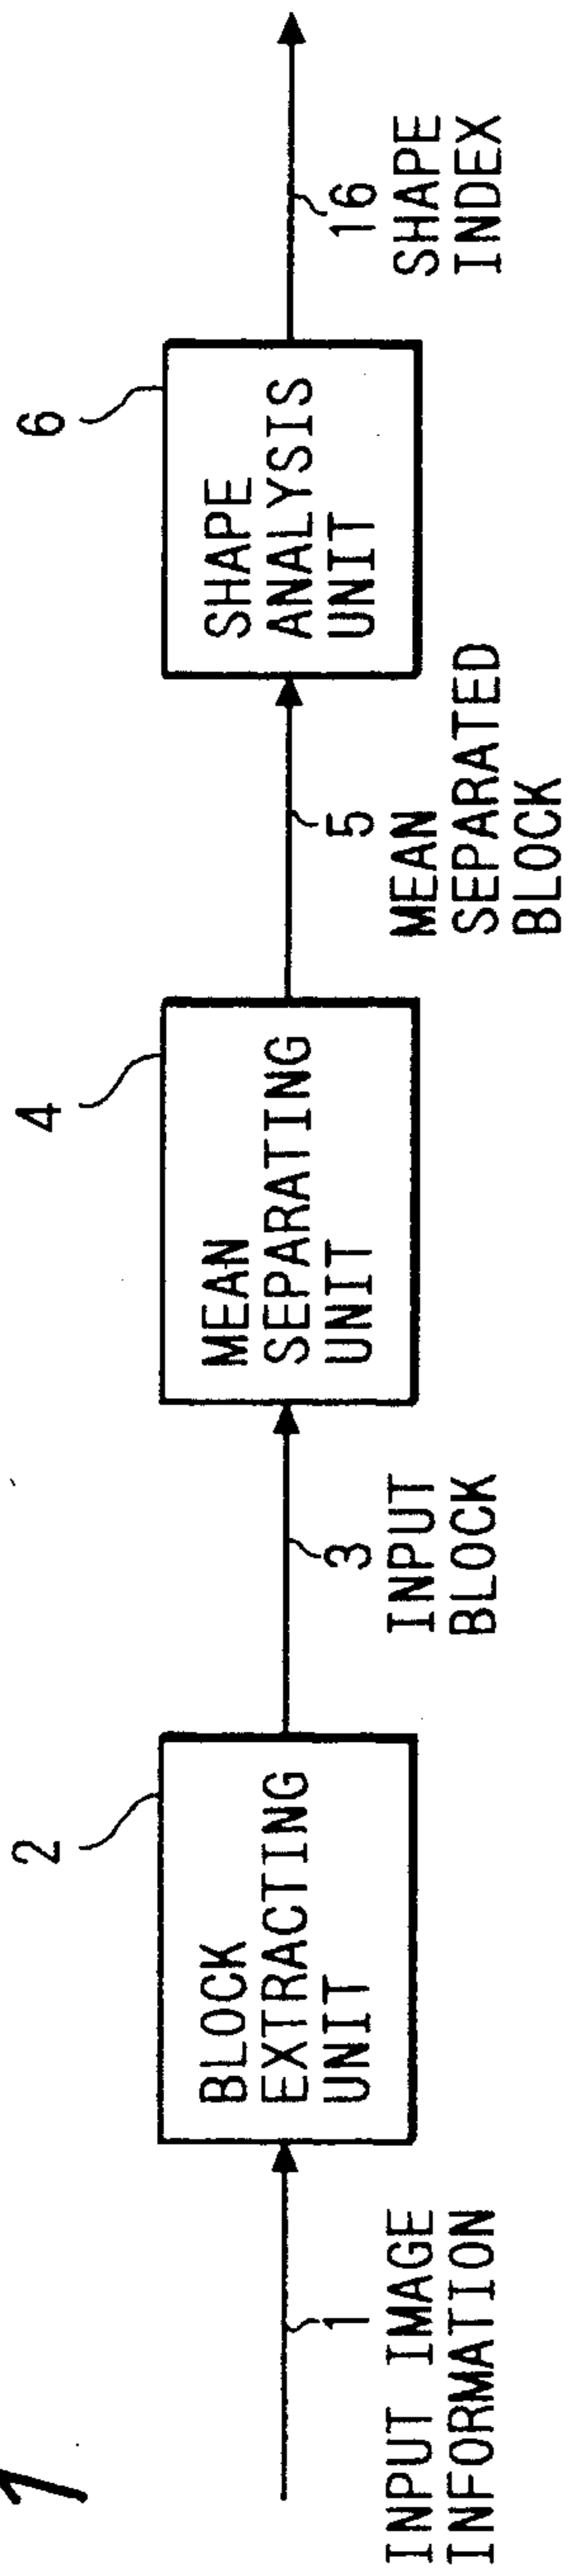 1
2
4
6
BLOCK
EXTRACTING
UNIT
MEAN
SEPARATING
UNIT
SHAPE
ANALYSIS
UNIT
1
INPUT IMAGE
INFORMATION
3
INPUT
BLOCK
5
MEAN
SEPARATED
BLOCK
16
SHAPE
INDEX